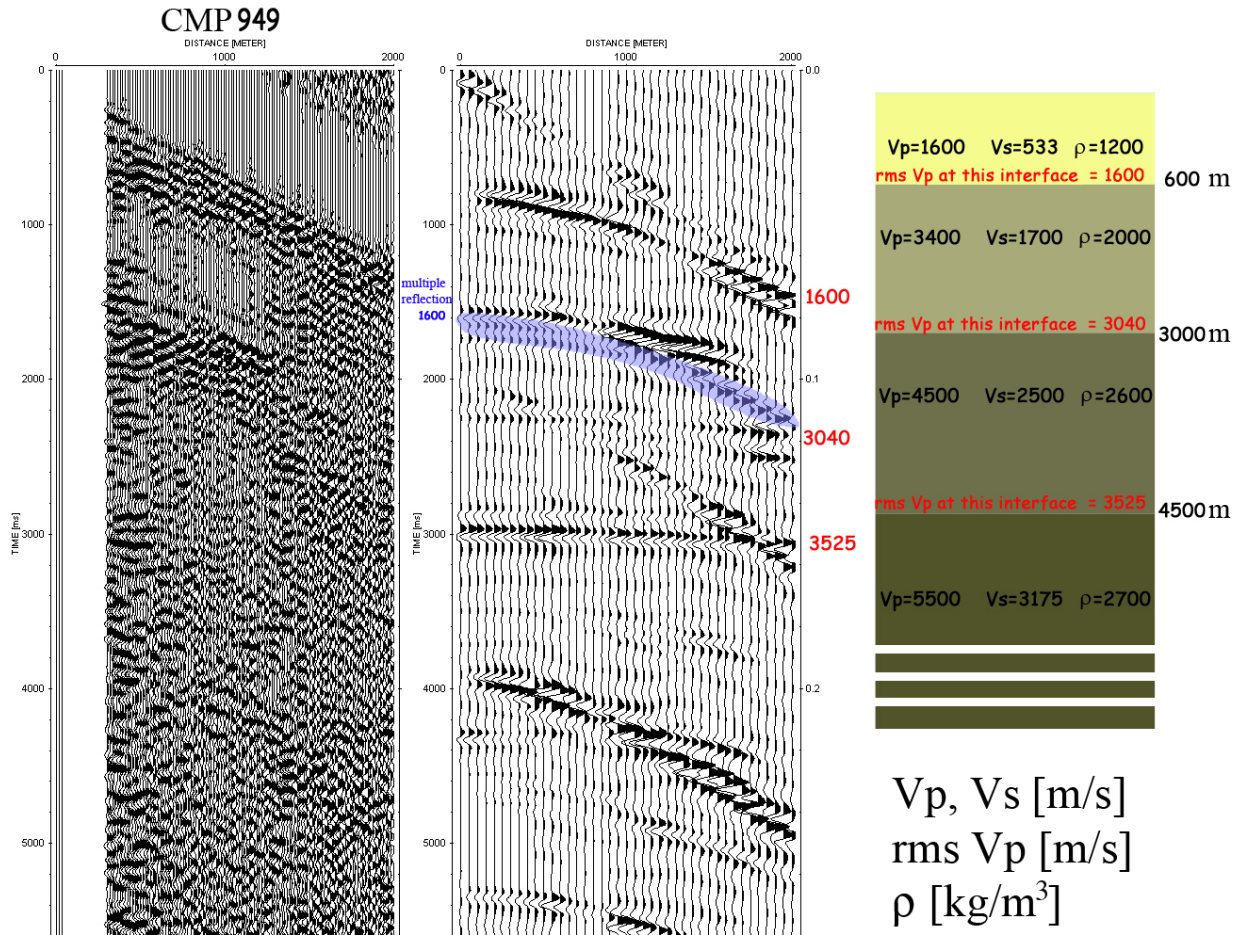 CMP 949
DISTANCE [METER]
0 1000 2000
0
1000
2000
3000
4000
5000
TIME [ms]
DISTANCE [METER]
0 1000 2000
0 0.0
1000
2000 0.1
3000
4000 0.2
5000
TIME [ms]
multiple
reflection
1600
1600
3040
3525
Vp=1600 Vs=533 ρ=1200
rms Vp at this interface = 1600
600 m
Vp=3400 Vs=1700 ρ=2000
rms Vp at this interface = 3040
3000 m
Vp=4500 Vs=2500 ρ=2600
rms Vp at this interface = 3525
4500 m
Vp=5500 Vs=3175 ρ=2700
Vp, Vs [m/s]
rms Vp [m/s]
ρ [kg/m³]